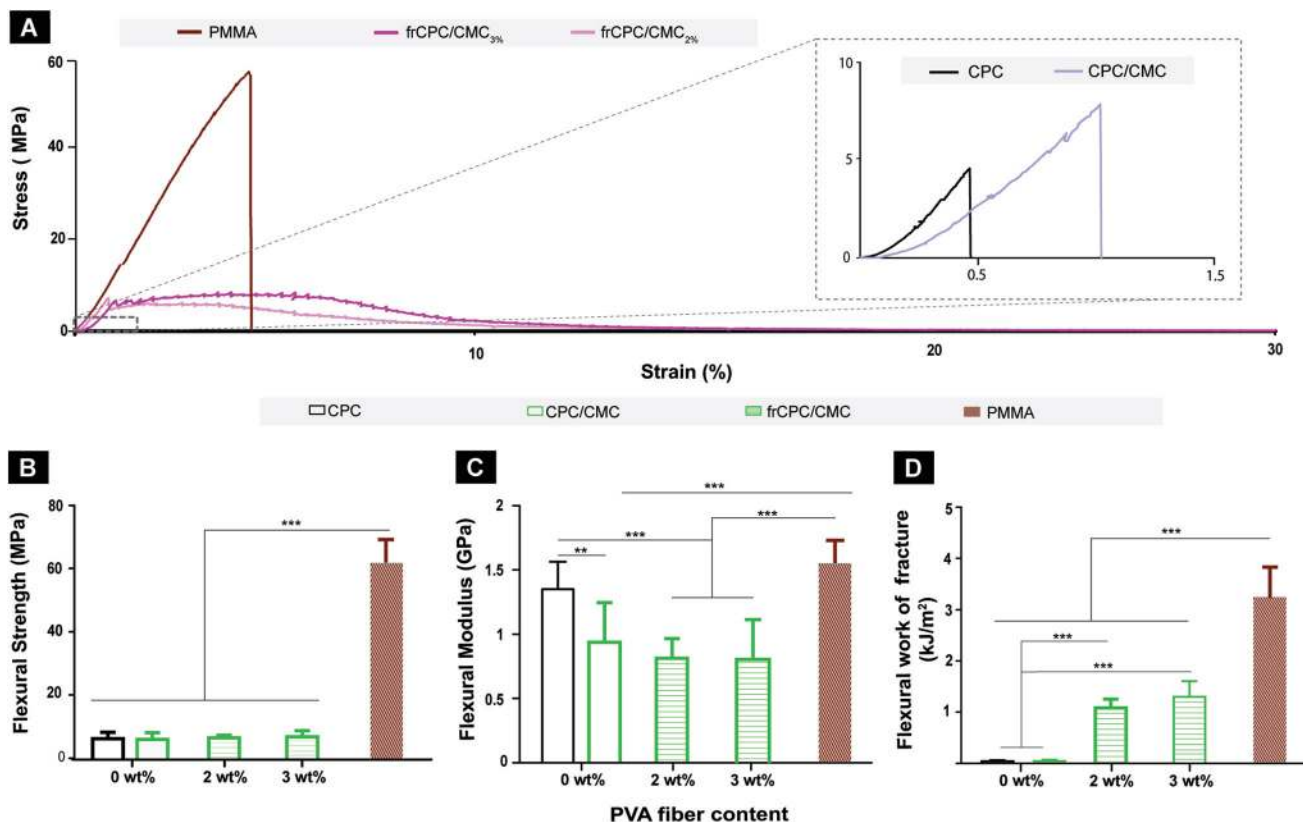 A
PMMA frCPC/CMC3% frCPC/CMC2%
60
40
20
0
Stress ( MPa)
10 20 30
Strain (%)
CPC CPC/CMC
10
5
0
0.5 1.5
CPC CPC/CMC frCPC/CMC PMMA
B
Flexural Strength (MPa)
80
60
40
20
0
***
0 wt% 2 wt% 3 wt%
C
Flexural Modulus (GPa)
2
1.5
1
0.5
0
***
***
***
**
0 wt% 2 wt% 3 wt%
PVA fiber content
D
Flexural work of fracture
(kJ/m²)
5
4
3
2
1
***
***
***
0 wt% 2 wt% 3 wt%